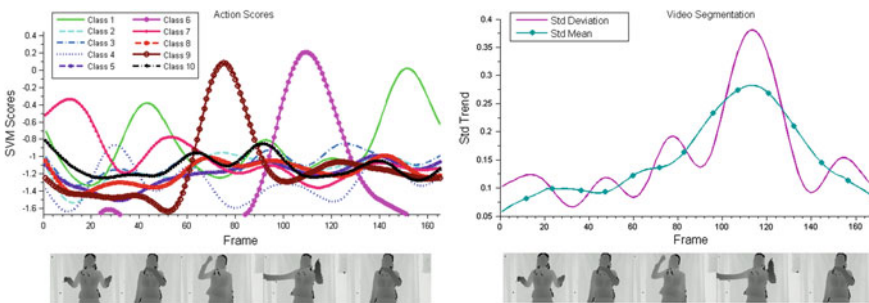 Action Scores
Class 1
Class 2
Class 3
Class 4
Class 5
Class 6
Class 7
Class 8
Class 9
Class 10
SVM Scores
0.4
0.2
0
-0.2
-0.4
-0.6
-0.8
-1
-1.2
-1.4
-1.6
0 20 40 60 80 100 120 140 160
Frame
Video Segmentation
Std Deviation
Std Mean
Std Trend
0.4
0.35
0.3
0.25
0.2
0.15
0.1
0.05
0 20 40 60 80 100 120 140 160
Frame